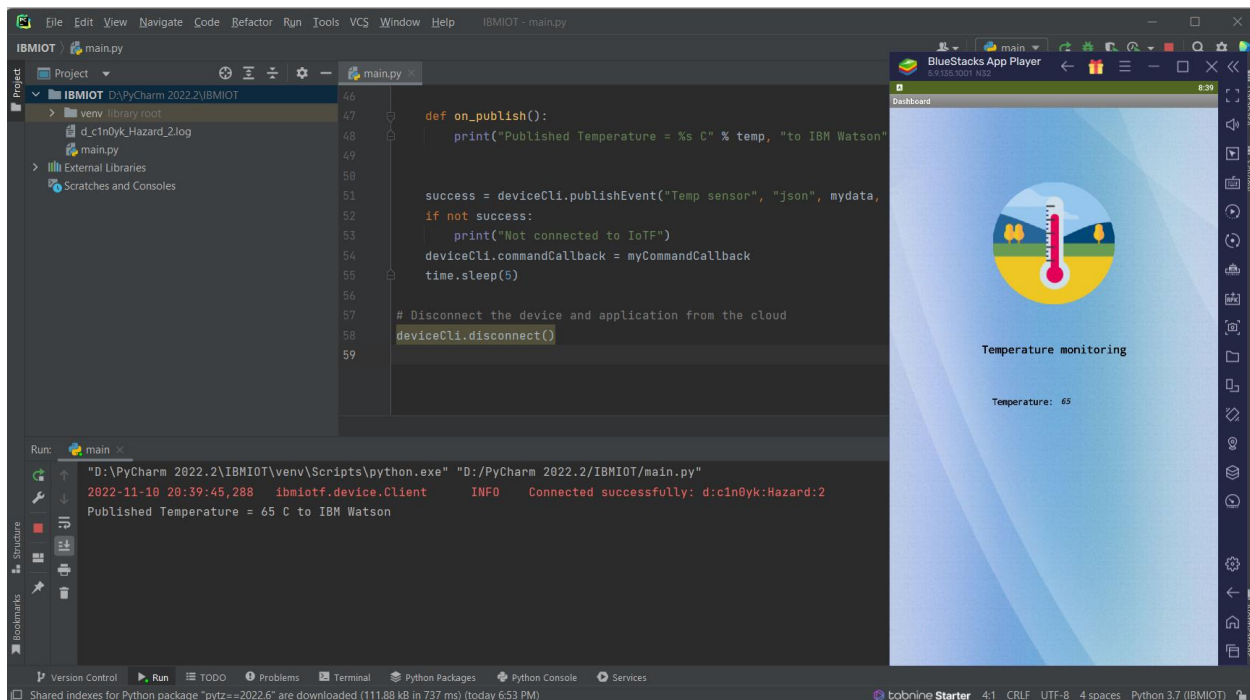 File Edit View Navigate Code Refactor Run Tools VCS Window Help IBMIOT - main.py
IBMIOT main.py
main
BlueStacks App Player
5.9.135.1001 N32
8:39
Dashboard
Project
Project
main.py
IBMIOT D:\PyCharm 2022.2\IBMIOT
venv library root
d_c1n0yk_Hazard_2.log
main.py
External Libraries
Scratches and Consoles
46
47 def on_publish():
48 print("Published Temperature = %s C" % temp, "to IBM Watson"
49
50
51 success = deviceCli.publishEvent("Temp sensor", "json", mydata,
52 if not success:
53 print("Not connected to IoTF")
54 deviceCli.commandCallback = myCommandCallback
55 time.sleep(5)
56
57 # Disconnect the device and application from the cloud
58 deviceCli.disconnect()
59
Temperature monitoring
Temperature: 65
Run: main
"D:\PyCharm 2022.2\IBMIOT\venv\Scripts\python.exe" "D:/PyCharm 2022.2/IBMIOT/main.py"
2022-11-10 20:39:45,288 ibmiotf.device.Client INFO Connected successfully: d:c1n0yk:Hazard:2
Published Temperature = 65 C to IBM Watson
Structure
Bookmarks
Version Control Run TODO Problems Terminal Python Packages Python Console Services
Shared indexes for Python package "pytz==2022.6" are downloaded (111.88 kB in 737 ms) (today 6:53 PM)
tabnine Starter 4:1 CRLF UTF-8 4 spaces Python 3.7 (IBMIOT)